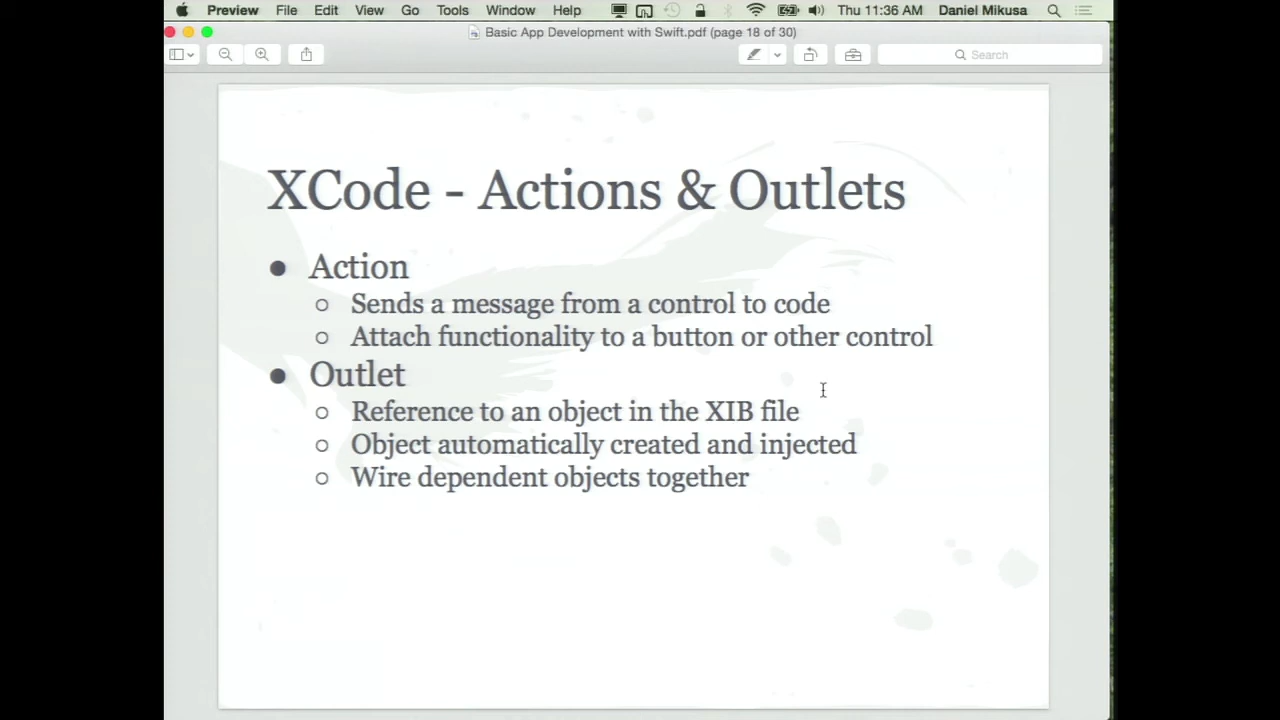 Preview File Edit View Go Tools Window Help Thu 11:36 AM Daniel Mikusa
Basic App Development with Swift.pdf (page 18 of 30)
Search
XCode - Actions & Outlets
● Action
○ Sends a message from a control to code
○ Attach functionality to a button or other control
● Outlet
○ Reference to an object in the XIB file
○ Object automatically created and injected
○ Wire dependent objects together